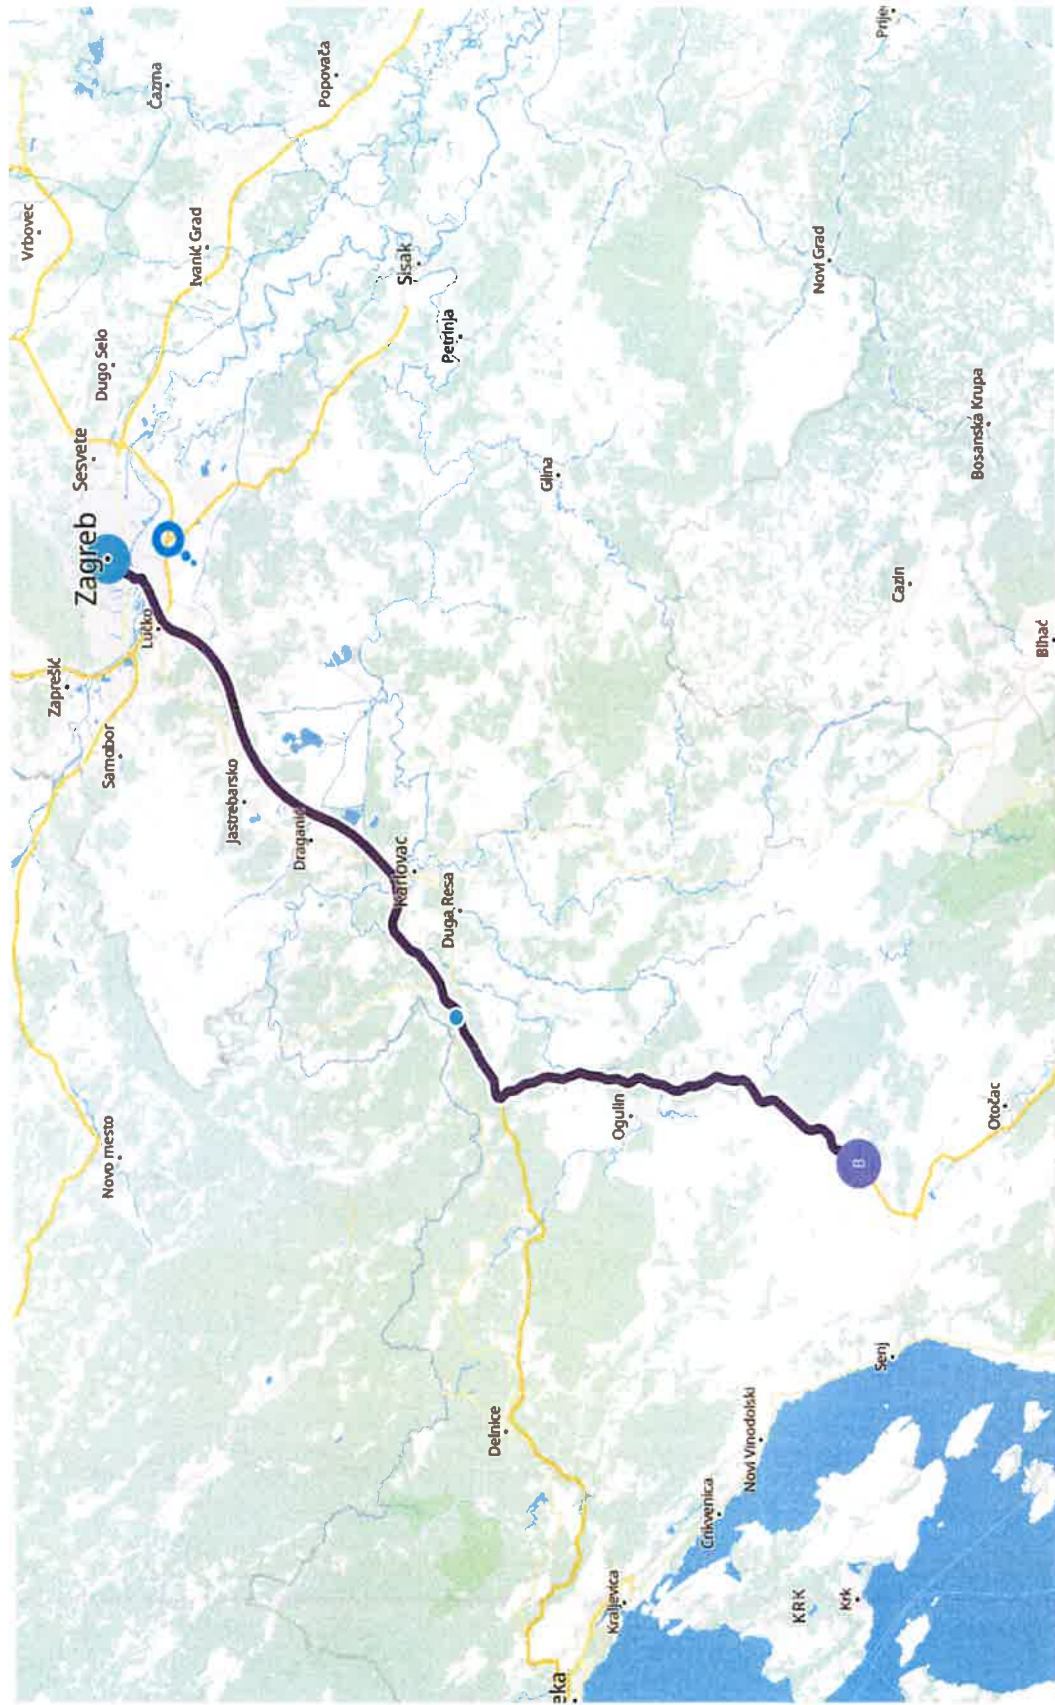 Vrbovec
Zaprešić
Sesvete
Zagreb
Dugo Selo
Novo mesto
Samobor
Lučko
Čazma
Ivanić Grad
Jastrebarsko
Draganić
Popovača
Karlovac
Sisak
Duga Resa
Petrinja
Delnice
Glina
eka
Kraljevica
Ogulin
Crikvenica
Novi Vinodolski
KRK
Novi Grad
Krk
B
Senj
Prije
Cazin
Bosanska Krupa
Otočac
Bihać